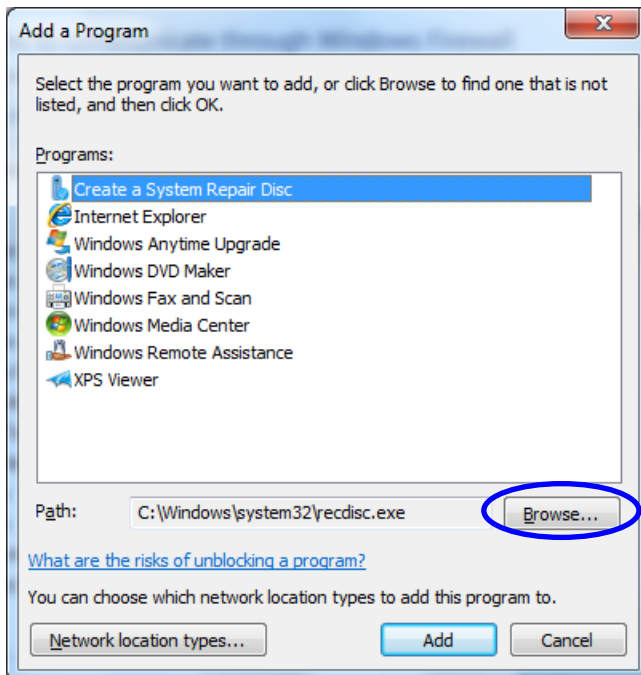 Add a Program
Select the program you want to add, or click Browse to find one that is not
listed, and then click OK.
Programs:
Create a System Repair Disc
Internet Explorer
Windows Anytime Upgrade
Windows DVD Maker
Windows Fax and Scan
Windows Media Center
Windows Remote Assistance
XPS Viewer
Path: C:\Windows\system32\recdisc.exe Browse...
What are the risks of unblocking a program?
You can choose which network location types to add this program to.
Network location types... Add Cancel